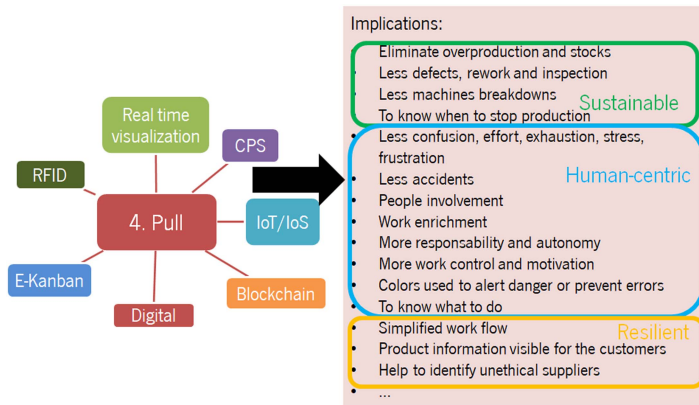 Real time
visualization
CPS
RFID
4. Pull
IoT/IoS
E-Kanban
Blockchain
Digital
Implications:
• Eliminate overproduction and stocks
• Less defects, rework and inspection
• Less machines breakdowns
Sustainable
• To know when to stop production
• Less confusion, effort, exhaustion, stress,
frustration
Human-centric
• Less accidents
• People involvement
• Work enrichment
• More responsability and autonomy
• More work control and motivation
• Colors used to alert danger or prevent errors
• To know what to do
• Simplified work flow
Resilient
• Product information visible for the customers
• Help to identify unethical suppliers
• ...